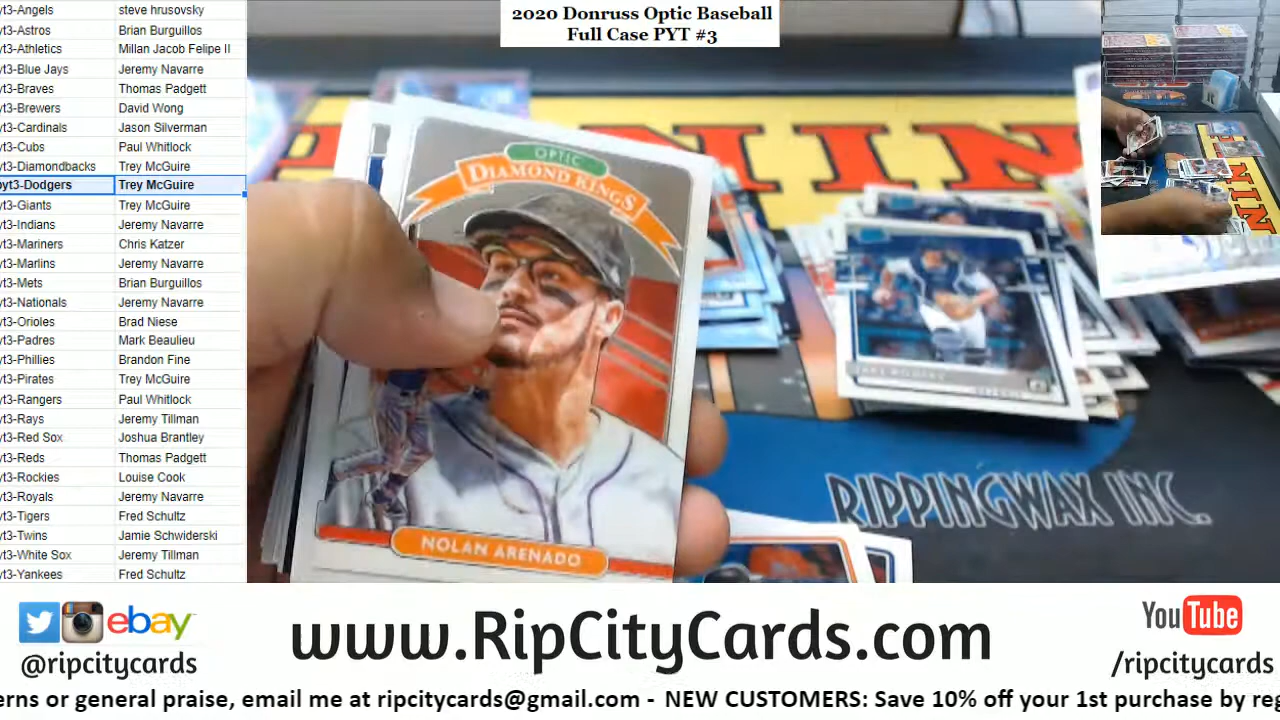 2020 Donruss Optic Baseball
Full Case PYT #3
yt3-Angels steve hrusovsky
yt3-Astros Brian Burguillos
yt3-Athletics Millan Jacob Felipe II
yt3-Blue Jays Jeremy Navarre
yt3-Braves Thomas Padgett
yt3-Brewers David Wong
yt3-Cardinals Jason Silverman
yt3-Cubs Paul Whitlock
yt3-Diamondbacks Trey McGuire
pyt3-Dodgers Trey McGuire
yt3-Giants Trey McGuire
yt3-Indians Jeremy Navarre
yt3-Mariners Chris Katzer
yt3-Marlins Jeremy Navarre
yt3-Mets Brian Burguillos
yt3-Nationals Jeremy Navarre
yt3-Orioles Brad Niese
yt3-Padres Mark Beaulieu
yt3-Phillies Brandon Fine
yt3-Pirates Trey McGuire
yt3-Rangers Paul Whitlock
yt3-Rays Jeremy Tillman
yt3-Red Sox Joshua Brantley
yt3-Reds Thomas Padgett
yt3-Rockies Louise Cook
yt3-Royals Jeremy Navarre
yt3-Tigers Fred Schultz
yt3-Twins Jamie Schwiderski
yt3-White Sox Jeremy Tillman
yt3-Yankees Fred Schultz
OPTIC
DIAMOND KINGS
NOLAN ARENADO
RIPPINGWAX INC.
ebay
@ripcitycards
www.RipCityCards.com
YouTube
/ripcitycards
erns or general praise, email me at ripcitycards@gmail.com - NEW CUSTOMERS: Save 10% off your 1st purchase by reg